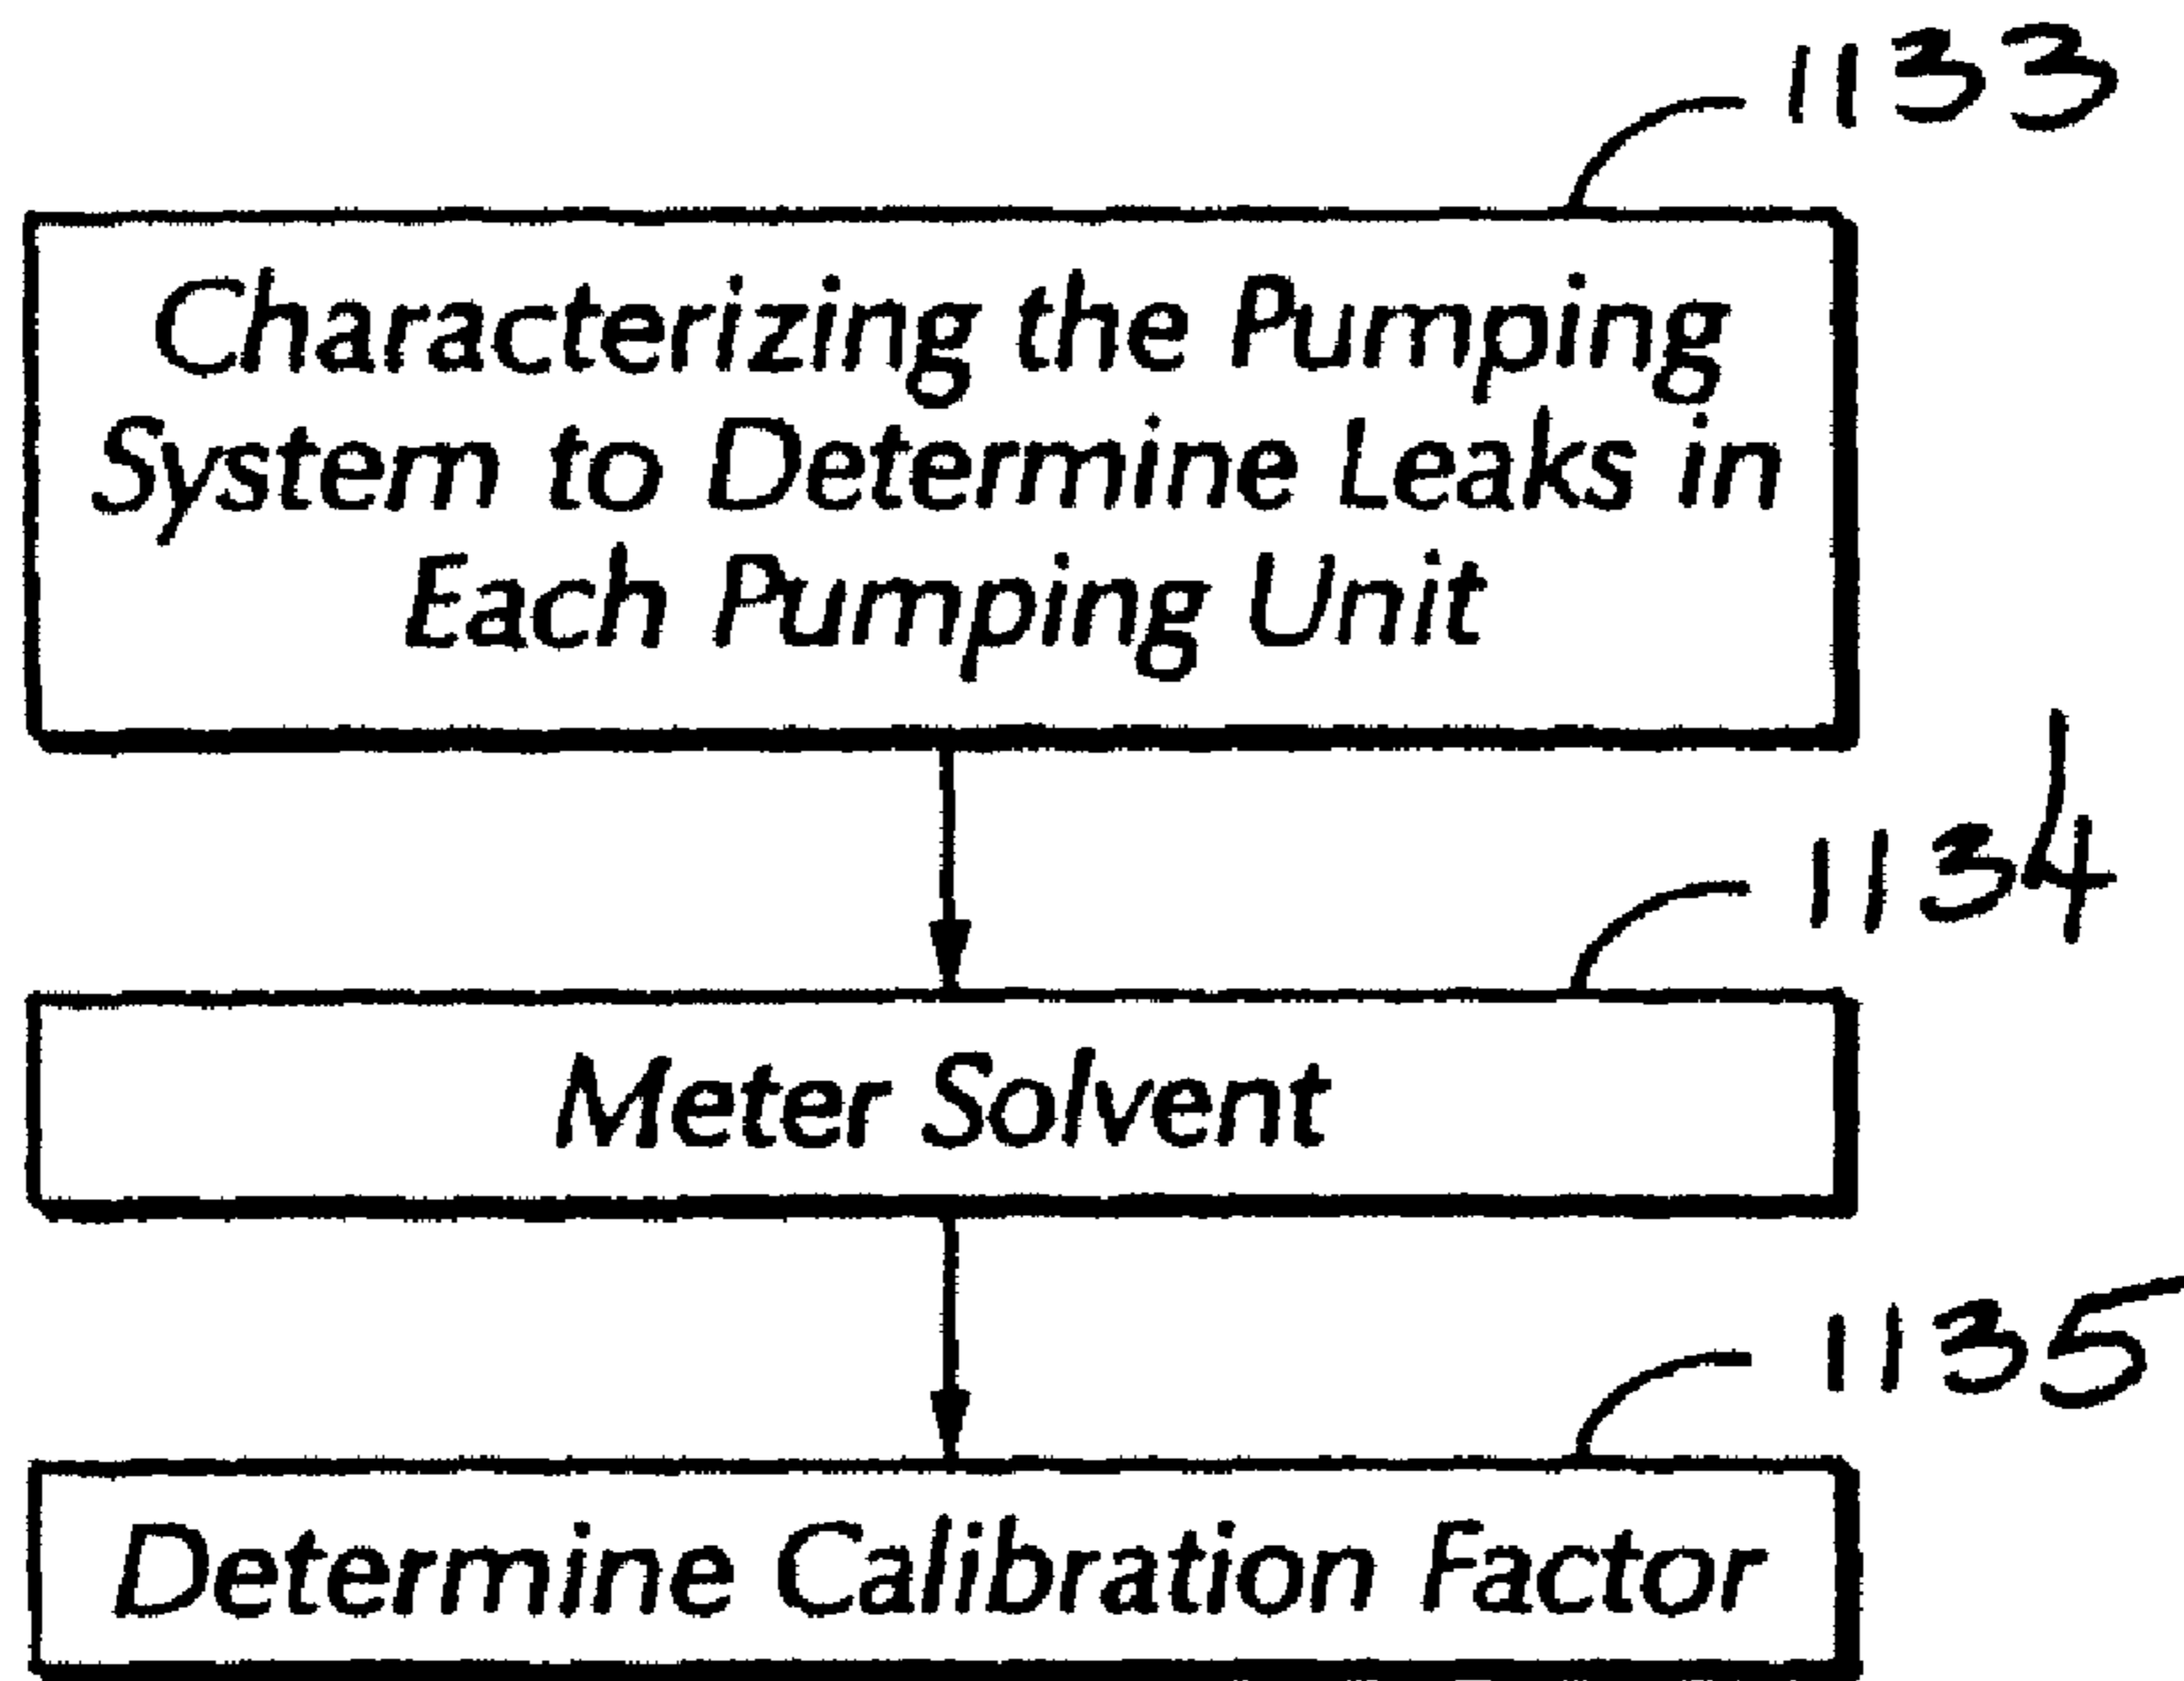 1133
Characterizing the Pumping
System to Determine Leaks in
Each Pumping Unit
1134
Meter Solvent
1135
Determine Calibration Factor